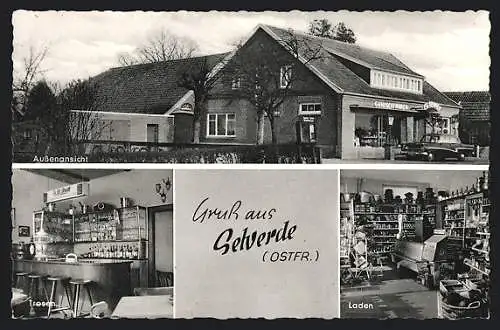 Außenansicht
Gruß aus
Selverde
(OSTFR.)
Tresen
Laden